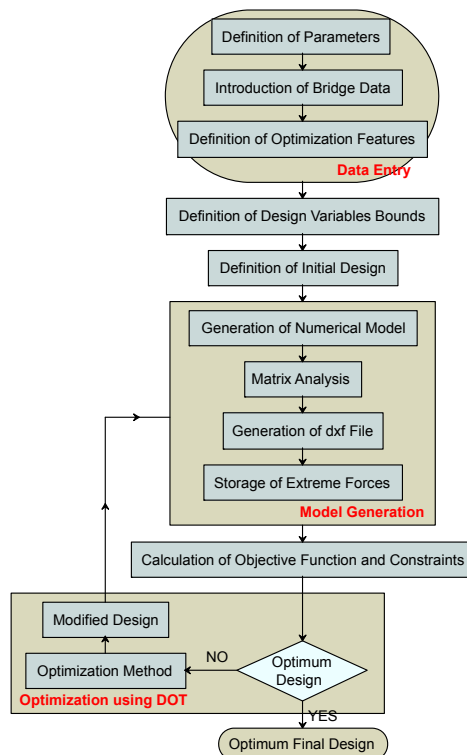 Definition of Parameters
Introduction of Bridge Data
Definition of Optimization Features
Data Entry
Definition of Design Variables Bounds
Definition of Initial Design
Generation of Numerical Model
Matrix Analysis
Generation of dxf File
Storage of Extreme Forces
Model Generation
Calculation of Objective Function and Constraints
Modified Design
Optimization Method
NO
Optimum
Design
Optimization using DOT
YES
Optimum Final Design